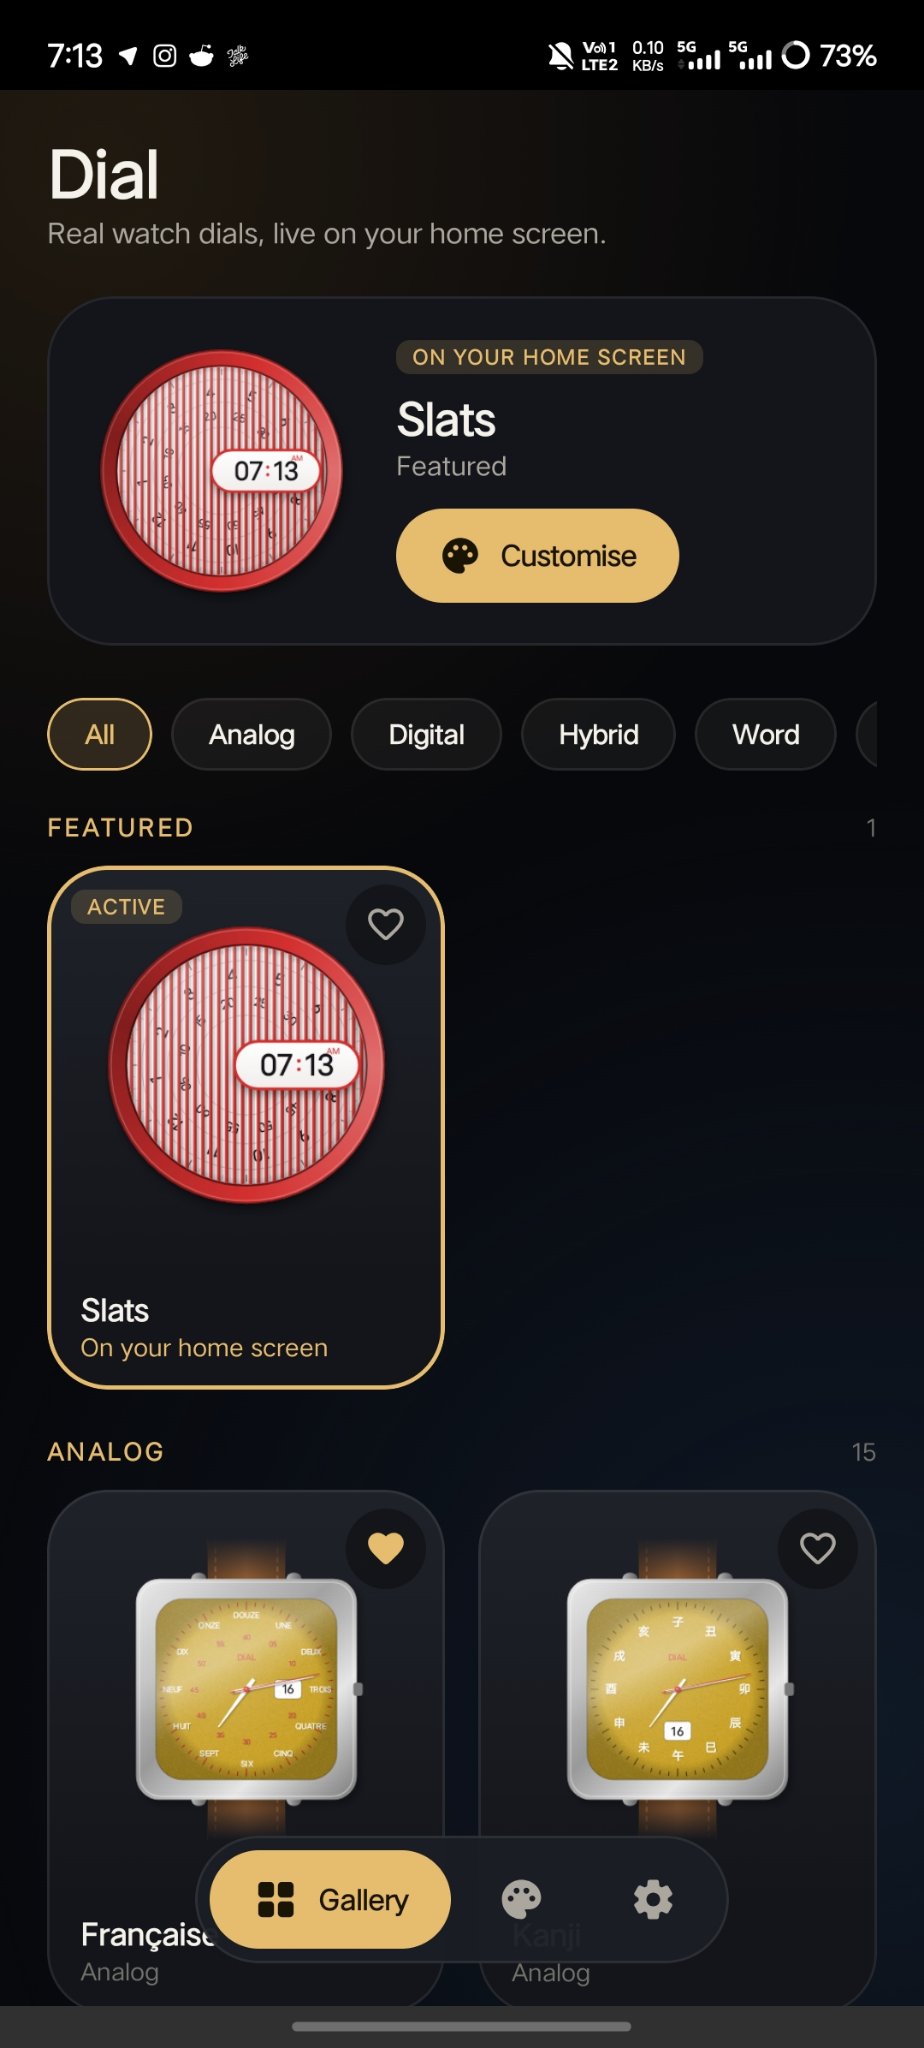 7:13
Vo) 1
LTE2
0.10
KB/s
5G
5G
73%
Dial
Real watch dials, live on your home screen.
ON YOUR HOME SCREEN
Slats
Featured
07:13
AM
Customise
All
Analog
Digital
Hybrid
Word
FEATURED
1
ACTIVE
07:13
AM
Slats
On your home screen
ANALOG
15
DOUZE
UNE
DEUX
TROIS
QUATRE
CINQ
SIX
SEPT
HUIT
NEUF
DIX
ONZE
DIAL
16
子
丑
寅
卯
辰
巳
午
未
申
酉
戌
亥
DIAL
16
Française
Analog
Kanji
Analog
Gallery